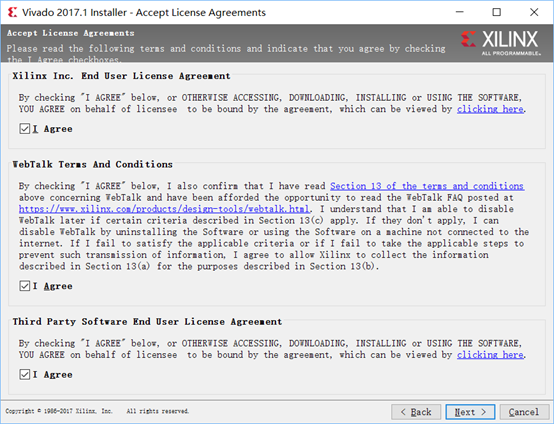 Vivado 2017.1 Installer - Accept License Agreements
Accept License Agreements
Please read the following terms and conditions and indicate that you agree by checking
the I Agree checkboxes.
XILINX
ALL PROGRAMMABLE.
Xilinx Inc. End User License Agreement
By checking "I AGREE" below, or OTHERWISE ACCESSING, DOWNLOADING, INSTALLING or USING THE SOFTWARE,
YOU AGREE on behalf of licensee to be bound by the agreement, which can be viewed by clicking here.
I Agree
WebTalk Terms And Conditions
By checking "I AGREE" below, I also confirm that I have read Section 13 of the terms and conditions
above concerning WebTalk and have been afforded the opportunity to read the WebTalk FAQ posted at
https://www.xilinx.com/products/design-tools/webtalk.html. I understand that I am able to disable
WebTalk later if certain criteria described in Section 13(c) apply. If they don't apply, I can
disable WebTalk by uninstalling the Software or using the Software on a machine not connected to the
internet. If I fail to satisfy the applicable criteria or if I fail to take the applicable steps to
prevent such transmission of information, I agree to allow Xilinx to collect the information
described in Section 13(a) for the purposes described in Section 13(b).
I Agree
Third Party Software End User License Agreement
By checking "I AGREE" below, or OTHERWISE ACCESSING, DOWNLOADING, INSTALLING or USING THE SOFTWARE,
YOU AGREE on behalf of licensee to be bound by the agreement, which can be viewed by clicking here.
I Agree
Copyright © 1986-2017 Xilinx, Inc. All rights reserved.
< Back
Next >
Cancel